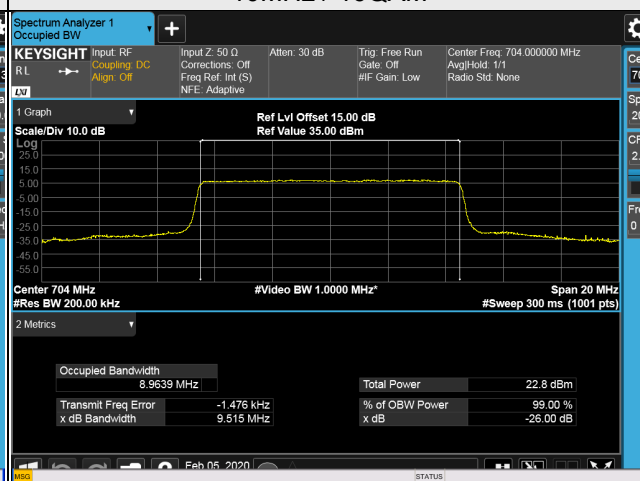 Spectrum Analyzer 1
Occupied BW
KEYSIGHT
RL
LXI
Input: RF
Coupling: DC
Align: Off
Input Z: 50 Ω
Corrections: Off
Freq Ref: Int (S)
NFE: Adaptive
Atten: 30 dB
Trig: Free Run
Gate: Off
#IF Gain: Low
Center Freq: 704.000000 MHz
Avg|Hold: 1/1
Radio Std: None
1 Graph
Scale/Div 10.0 dB
Ref Lvl Offset 15.00 dB
Ref Value 35.00 dBm
Log
25.0
15.0
5.00
-5.00
-15.0
-25.0
-35.0
-45.0
-55.0
Center 704 MHz
#Video BW 1.0000 MHz*
Span 20 MHz
#Res BW 200.00 kHz
#Sweep 300 ms (1001 pts)
2 Metrics
Occupied Bandwidth
8.9639 MHz
Total Power 22.8 dBm
Transmit Freq Error -1.476 kHz
% of OBW Power 99.00 %
x dB Bandwidth 9.515 MHz
x dB -26.00 dB
Feb 05, 2020
MSG
STATUS